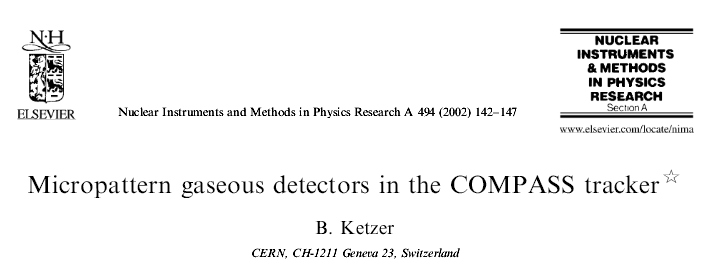 N·H
ELSEVIER
Nuclear Instruments and Methods in Physics Research A 494 (2002) 142–147
NUCLEAR
INSTRUMENTS
& METHODS
IN PHYSICS
RESEARCH
Section A
www.elsevier.com/locate/nima
Micropattern gaseous detectors in the COMPASS tracker☆
B. Ketzer
CERN, CH-1211 Geneva 23, Switzerland